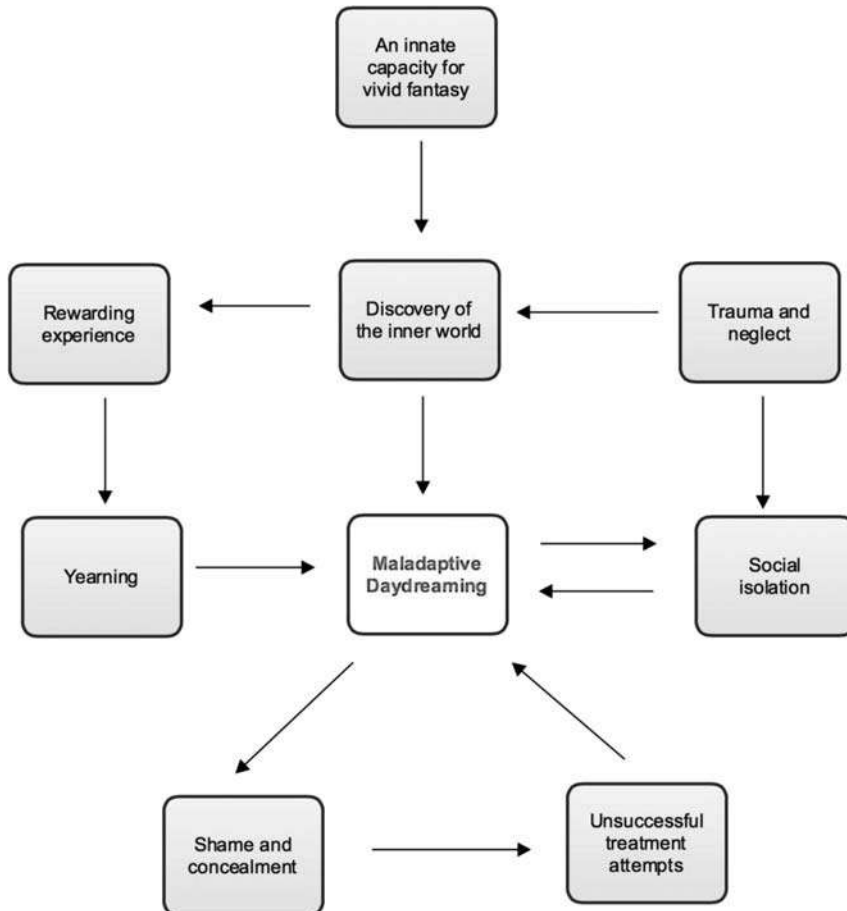 An innate
capacity for
vivid fantasy
Rewarding
experience
Discovery of
the inner world
Trauma and
neglect
Yearning
Maladaptive
Daydreaming
Social
isolation
Shame and
concealment
Unsuccessful
treatment
attempts